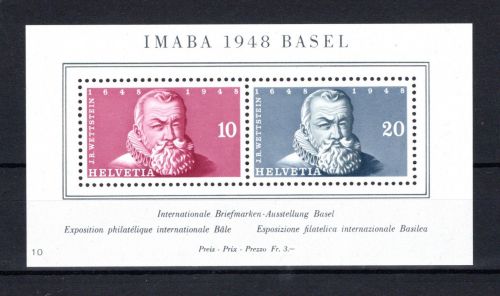 IMABA 1948 BASEL
1648 1948
J.R. WETTSTEIN
10
HELVETIA
1648 1948
J.R. WETTSTEIN
20
HELVETIA
Internationale Briefmarken-Ausstellung Basel
Exposition philatélique internationale Bâle Esposizione filatelica internazionale Basilea
Preis - Prix - Prezzo Fr. 3.—
10